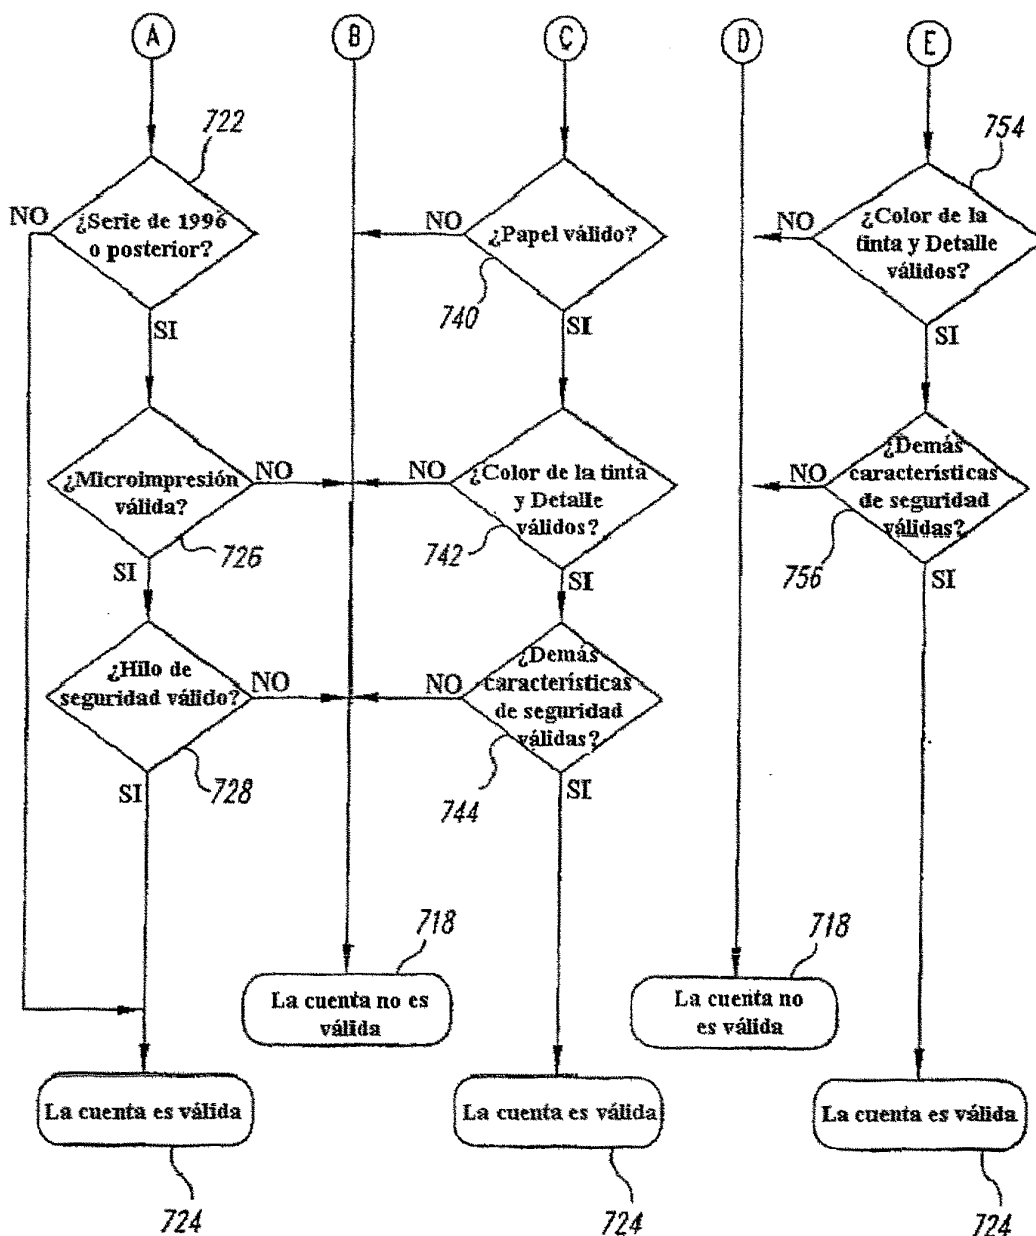 A
B
C
D
E
722
¿Serie de 1996
o posterior?
NO
SI
¿Microimpresión
válida?
NO
726
SI
¿Hilo de
seguridad válido?
NO
728
SI
La cuenta es válida
724
718
La cuenta no es
válida
¿Papel válido?
NO
740
SI
¿Color de la tinta
y Detalle
válidos?
NO
742
SI
¿Demás
características
de seguridad
válidas?
NO
744
SI
La cuenta es válida
724
718
La cuenta no
es válida
754
¿Color de la
tinta y Detalle
válidos?
NO
SI
¿Demás
características
de seguridad
válidas?
NO
756
SI
La cuenta es válida
724